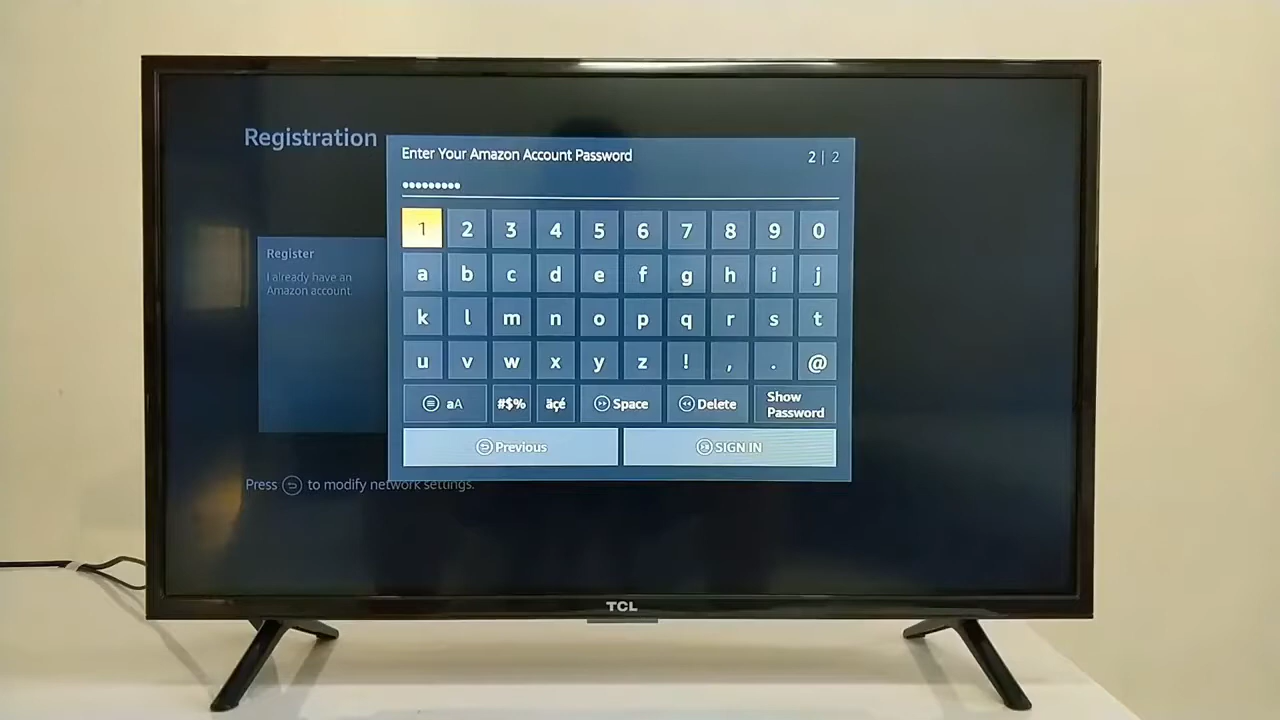 Registration
Enter Your Amazon Account Password
2 | 2
•••••••••
1 2 3 4 5 6 7 8 9 0
a b c d e f g h i j
k l m n o p q r s t
u v w x y z ! , . @
aA #$% äçé Space Delete Show Password
Previous SIGN IN
Register
I already have an
Amazon account
Press to modify network settings.
TCL